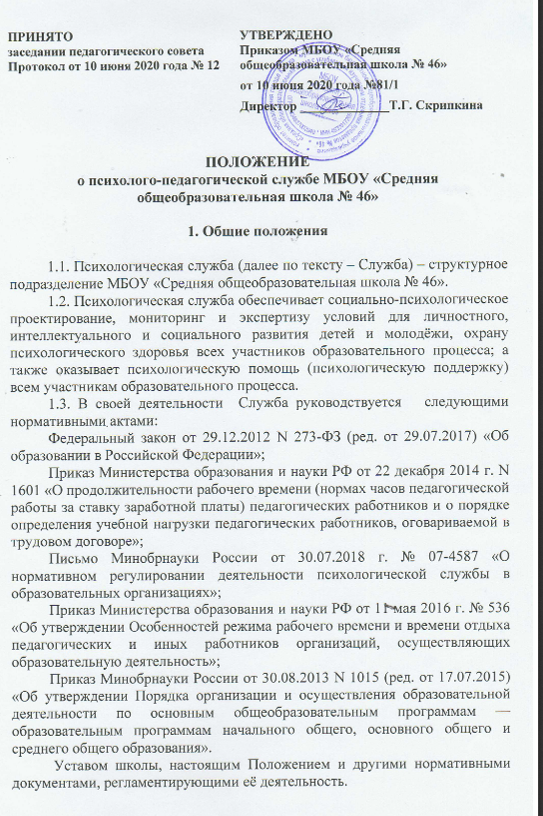 ПРИНЯТО
заседании педагогического совета
Протокол от 10 июня 2020 года № 12
УТВЕРЖДЕНО
Приказом МБОУ «Средняя
общеобразовательная школа № 46»
от 10 июня 2020 года №81/1
Директор ______________Т.Г. Скрипкина
ПОЛОЖЕНИЕ
о психолого-педагогической службе МБОУ «Средняя
общеобразовательная школа № 46»
1. Общие положения
1.1. Психологическая служба (далее по тексту – Служба) – структурное
подразделение МБОУ «Средняя общеобразовательная школа № 46».
1.2. Психологическая служба обеспечивает социально-психологическое
проектирование, мониторинг и экспертизу условий для личностного,
интеллектуального и социального развития детей и молодёжи, охрану
психологического здоровья всех участников образовательного процесса; а
также оказывает психологическую помощь (психологическую поддержку)
всем участникам образовательного процесса.
1.3. В своей деятельности Служба руководствуется следующими
нормативными актами:
Федеральный закон от 29.12.2012 N 273-ФЗ (ред. от 29.07.2017) «Об
образовании в Российской Федерации»;
Приказ Министерства образования и науки РФ от 22 декабря 2014 г. N
1601 «О продолжительности рабочего времени (нормах часов педагогической
работы за ставку заработной платы) педагогических работников и о порядке
определения учебной нагрузки педагогических работников, оговариваемой в
трудовом договоре»;
Письмо Минобрнауки России от 30.07.2018 г. № 07-4587 «О
нормативном регулировании деятельности психологической службы в
образовательных организациях»;
Приказ Министерства образования и науки РФ от 11 мая 2016 г. № 536
«Об утверждении Особенностей режима рабочего времени и времени отдыха
педагогических и иных работников организаций, осуществляющих
образовательную деятельность»;
Приказ Минобрнауки России от 30.08.2013 N 1015 (ред. от 17.07.2015)
«Об утверждении Порядка организации и осуществления образовательной
деятельности по основным общеобразовательным программам —
образовательным программам начального общего, основного общего и
среднего общего образования».
Уставом школы, настоящим Положением и другими нормативными
документами, регламентирующими её деятельность.